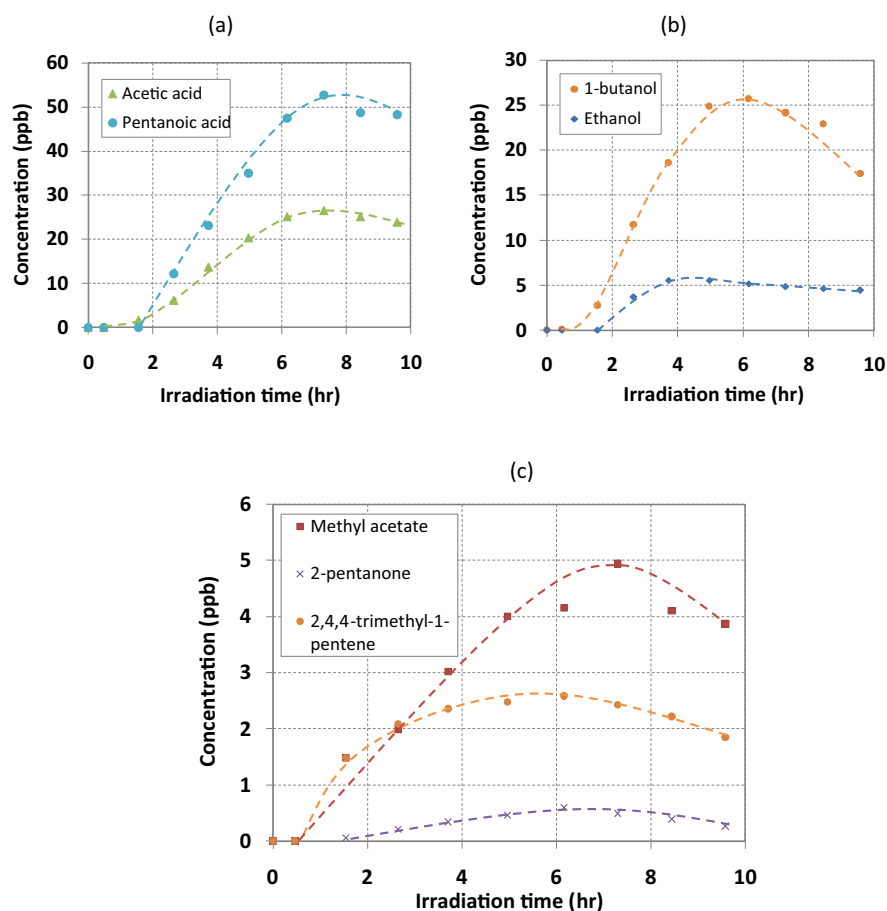 (a)
60
50
40
30
20
10
0
Concentration (ppb)
Acetic acid
Pentanoic acid
0 2 4 6 8 10
Irradiation time (hr)
(b)
30
25
20
15
10
5
0
Concentration (ppb)
1-butanol
Ethanol
0 2 4 6 8 10
Irradiation time (hr)
(c)
6
5
4
3
2
1
0
Concentration (ppb)
Methyl acetate
2-pentanone
2,4,4-trimethyl-1-
pentene
0 2 4 6 8 10
Irradiation time (hr)